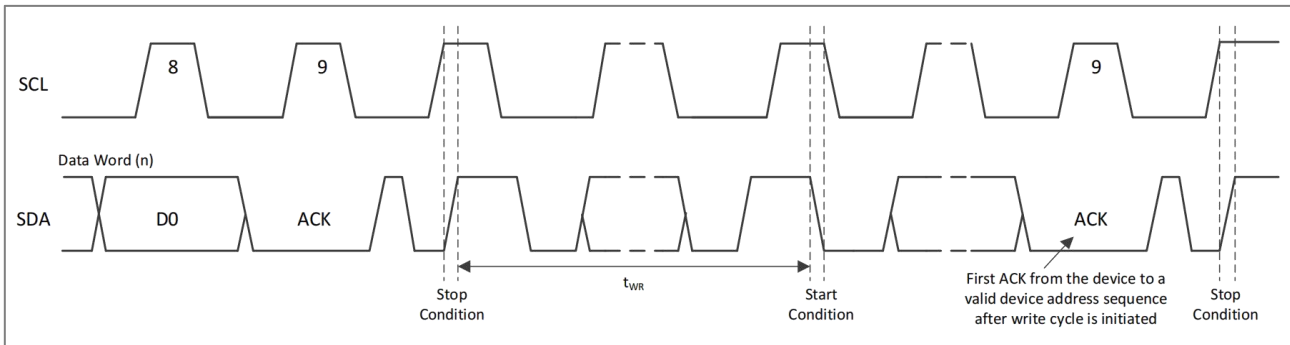 SCL
8
9
9
Data Word (n)
SDA
D0
ACK
ACK
tWR
Stop
Condition
Start
Condition
First ACK from the device to a
valid device address sequence
after write cycle is initiated
Stop
Condition